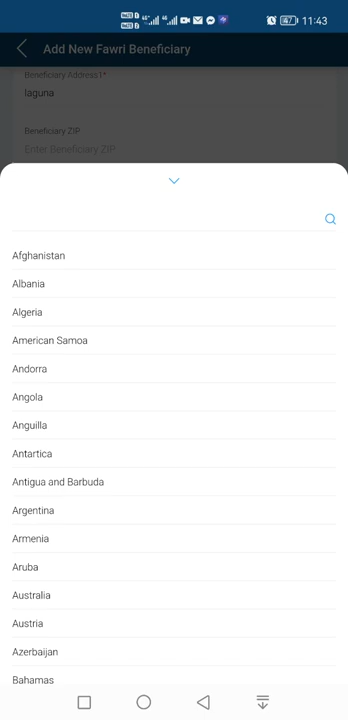 47
11:43
Add New Fawri Beneficiary
Beneficiary Address1*
laguna
Beneficiary ZIP
Enter Beneficiary ZIP
Afghanistan
Albania
Algeria
American Samoa
Andorra
Angola
Anguilla
Antartica
Antigua and Barbuda
Argentina
Armenia
Aruba
Australia
Austria
Azerbaijan
Bahamas